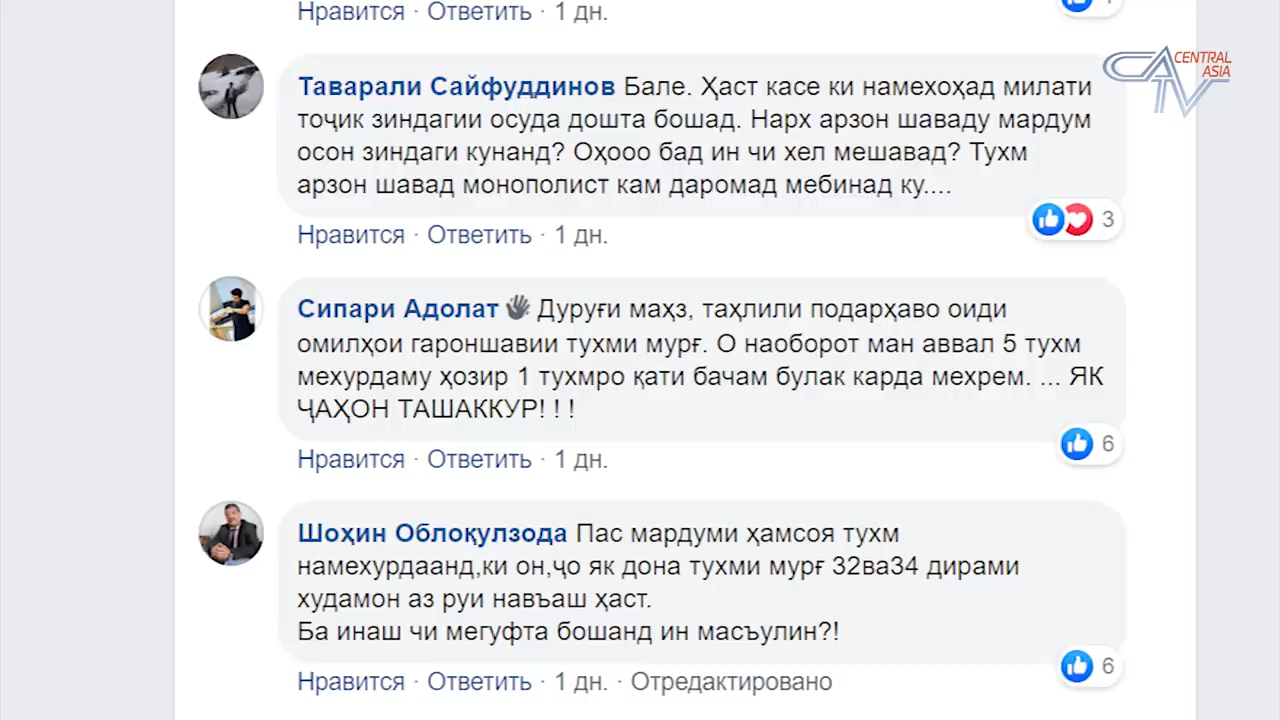 Нравится · Ответить · 1 дн.
CATV CENTRAL
ASIA
Таварали Сайфуддинов Бале. Ҳаст касе ки намехоҳад милати
тоҷик зиндагии осуда дошта бошад. Нарх арзон шаваду мардум
осон зиндаги кунанд? Оҳооо бад ин чи хел мешавад? Тухм
арзон шавад монополист кам даромад мебинад ку....
3
Нравится · Ответить · 1 дн.
Сипари Адолат Дуруғи маҳз, таҳлили подарҳаво оиди
омилҳои гароншавии тухми мурғ. О наоборот ман аввал 5 тухм
мехурдаму ҳозир 1 тухмро қати бачам булак карда мехрем. ... ЯК
ҶАҲОН ТАШАККУР! ! !
6
Нравится · Ответить · 1 дн.
Шоҳин Облоқулзода Пас мардуми ҳамсоя тухм
намехурдаанд,ки он,ҷо як дона тухми мурғ 32ва34 дирами
худамон аз руи навъаш ҳаст.
Ба инаш чи мегуфта бошанд ин масъулин?!
6
Нравится · Ответить · 1 дн. · Отредактировано